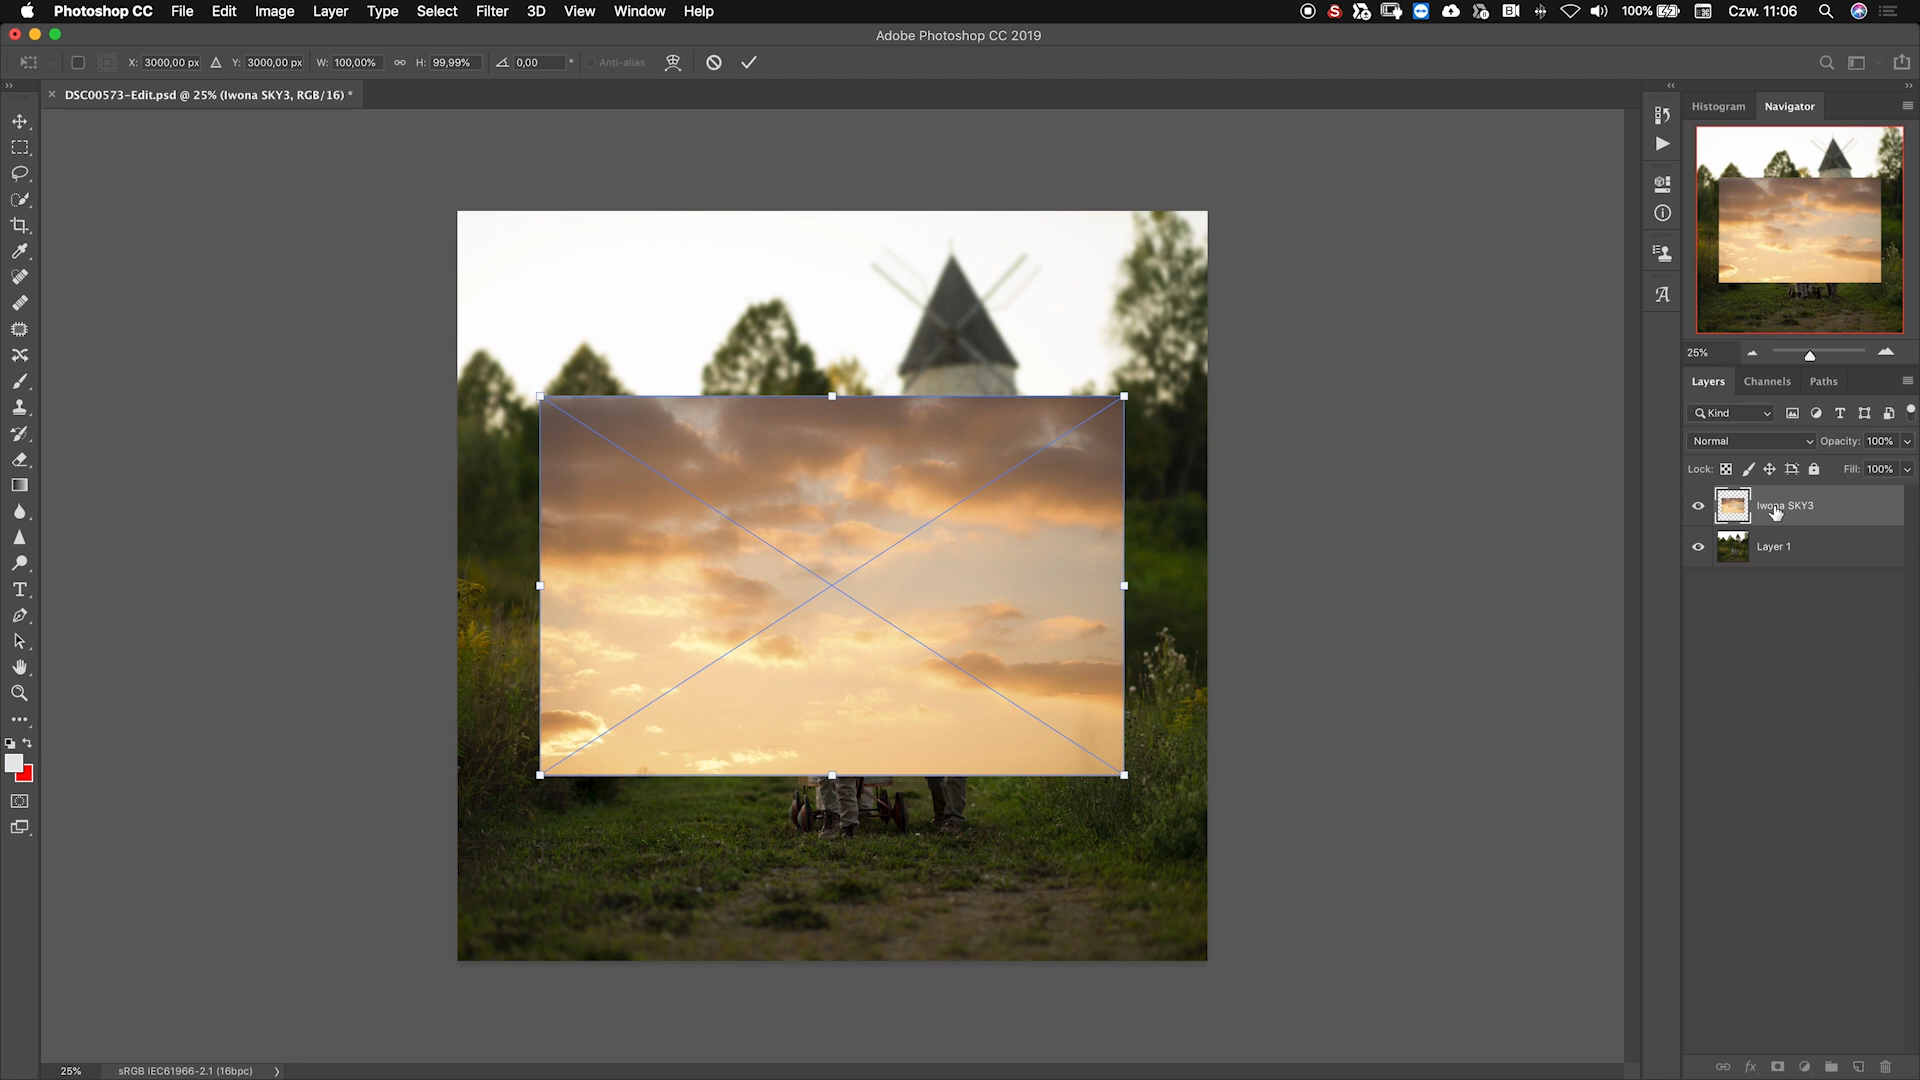 Photoshop CC File Edit Image Layer Type Select Filter 3D View Window Help 100% Czw. 11:06
Adobe Photoshop CC 2019
X: 3000,00 px Y: 3000,00 px W: 100,00% H: 99,99% 0,00 ° Anti-alias
DSC00573-Edit.psd @ 25% (Iwona SKY3, RGB/16) *
Histogram Navigator
25%
Layers Channels Paths
Kind
Normal Opacity: 100%
Lock: Fill: 100%
Iwona SKY3
Layer 1
25% sRGB IEC61966-2.1 (16bpc)